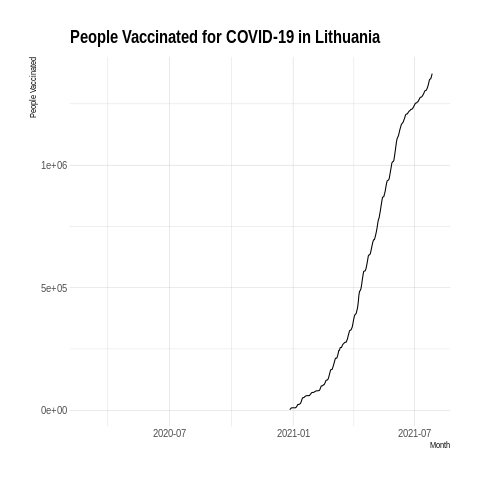 People Vaccinated for COVID-19 in Lithuania
People Vaccinated
1e+06
5e+05
0e+00
2020-07
2021-01
2021-07
Month